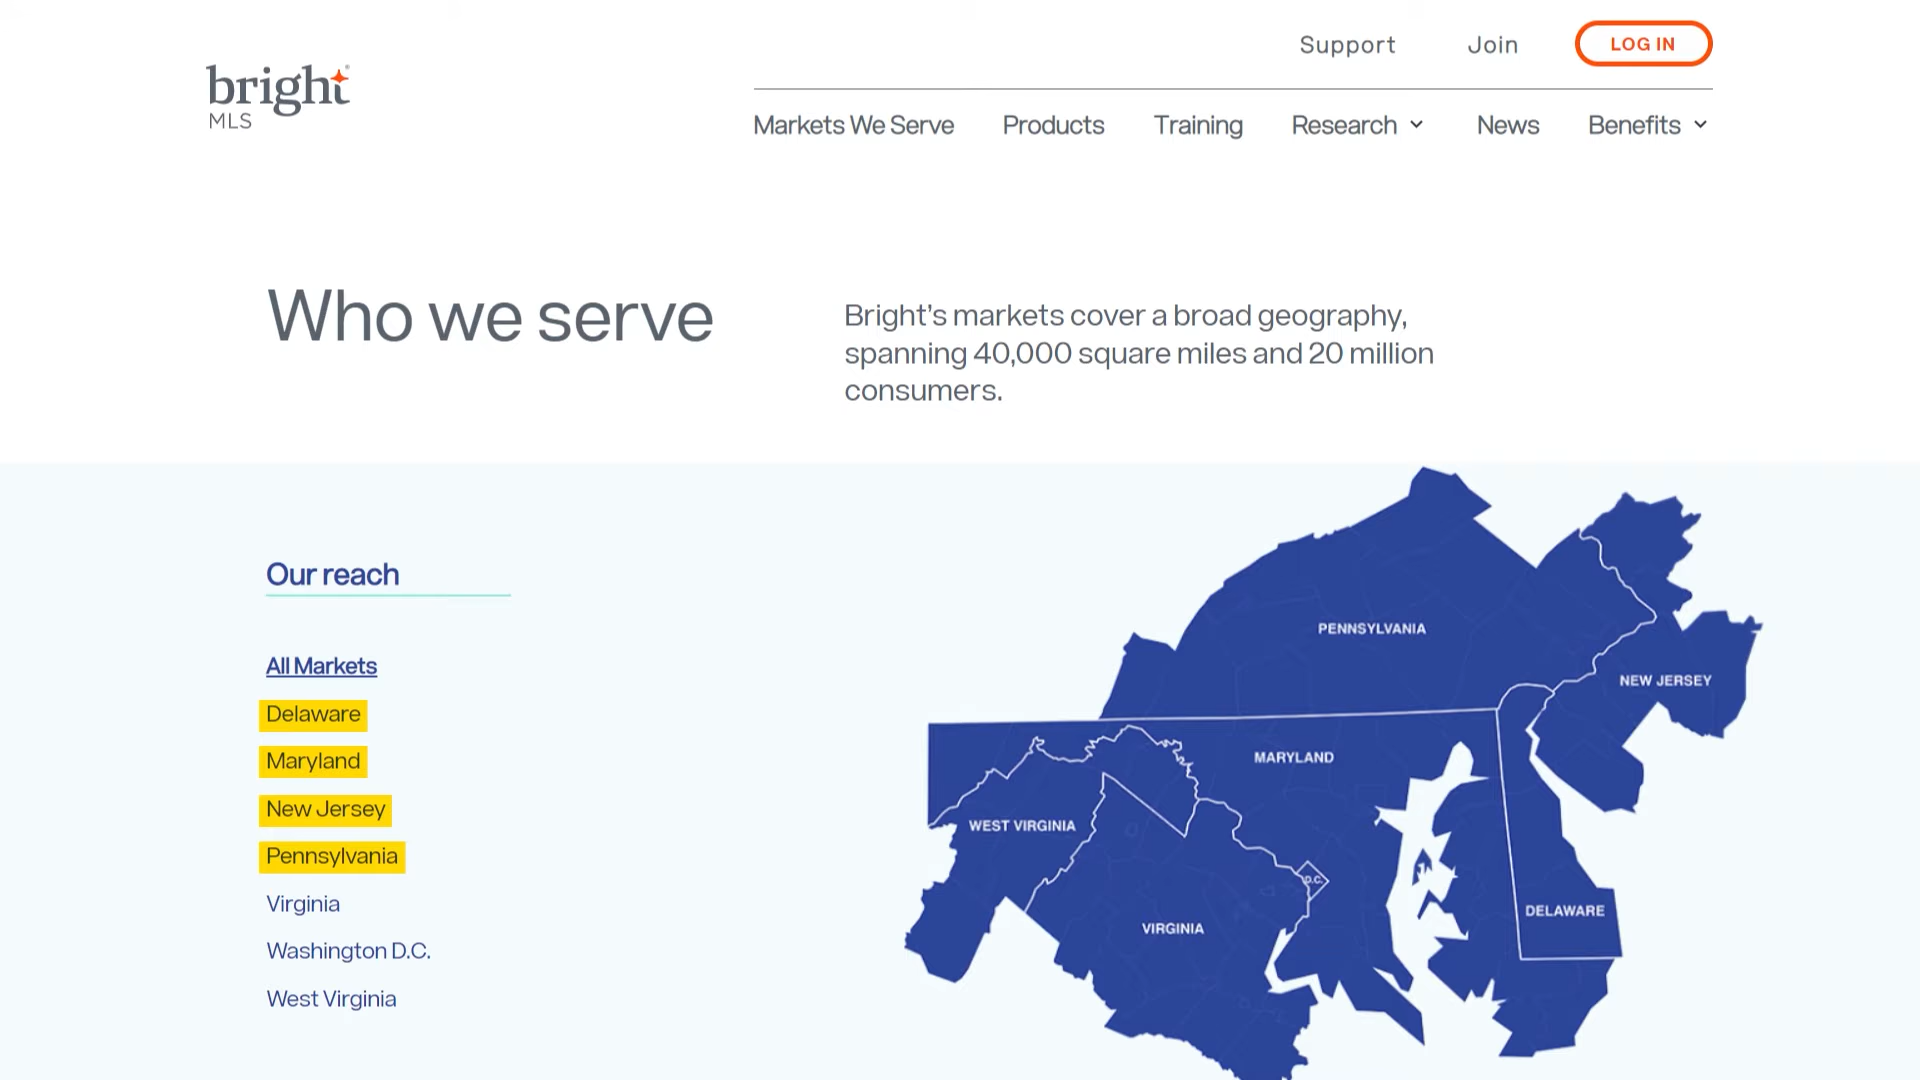 Support
Join
LOG IN
bright
MLS
Markets We Serve
Products
Training
Research
News
Benefits
Who we serve
Bright's markets cover a broad geography,
spanning 40,000 square miles and 20 million
consumers.
Our reach
All Markets
Delaware
Maryland
New Jersey
Pennsylvania
Virginia
Washington D.C.
West Virginia
PENNSYLVANIA
NEW JERSEY
MARYLAND
WEST VIRGINIA
D.C.
DELAWARE
VIRGINIA